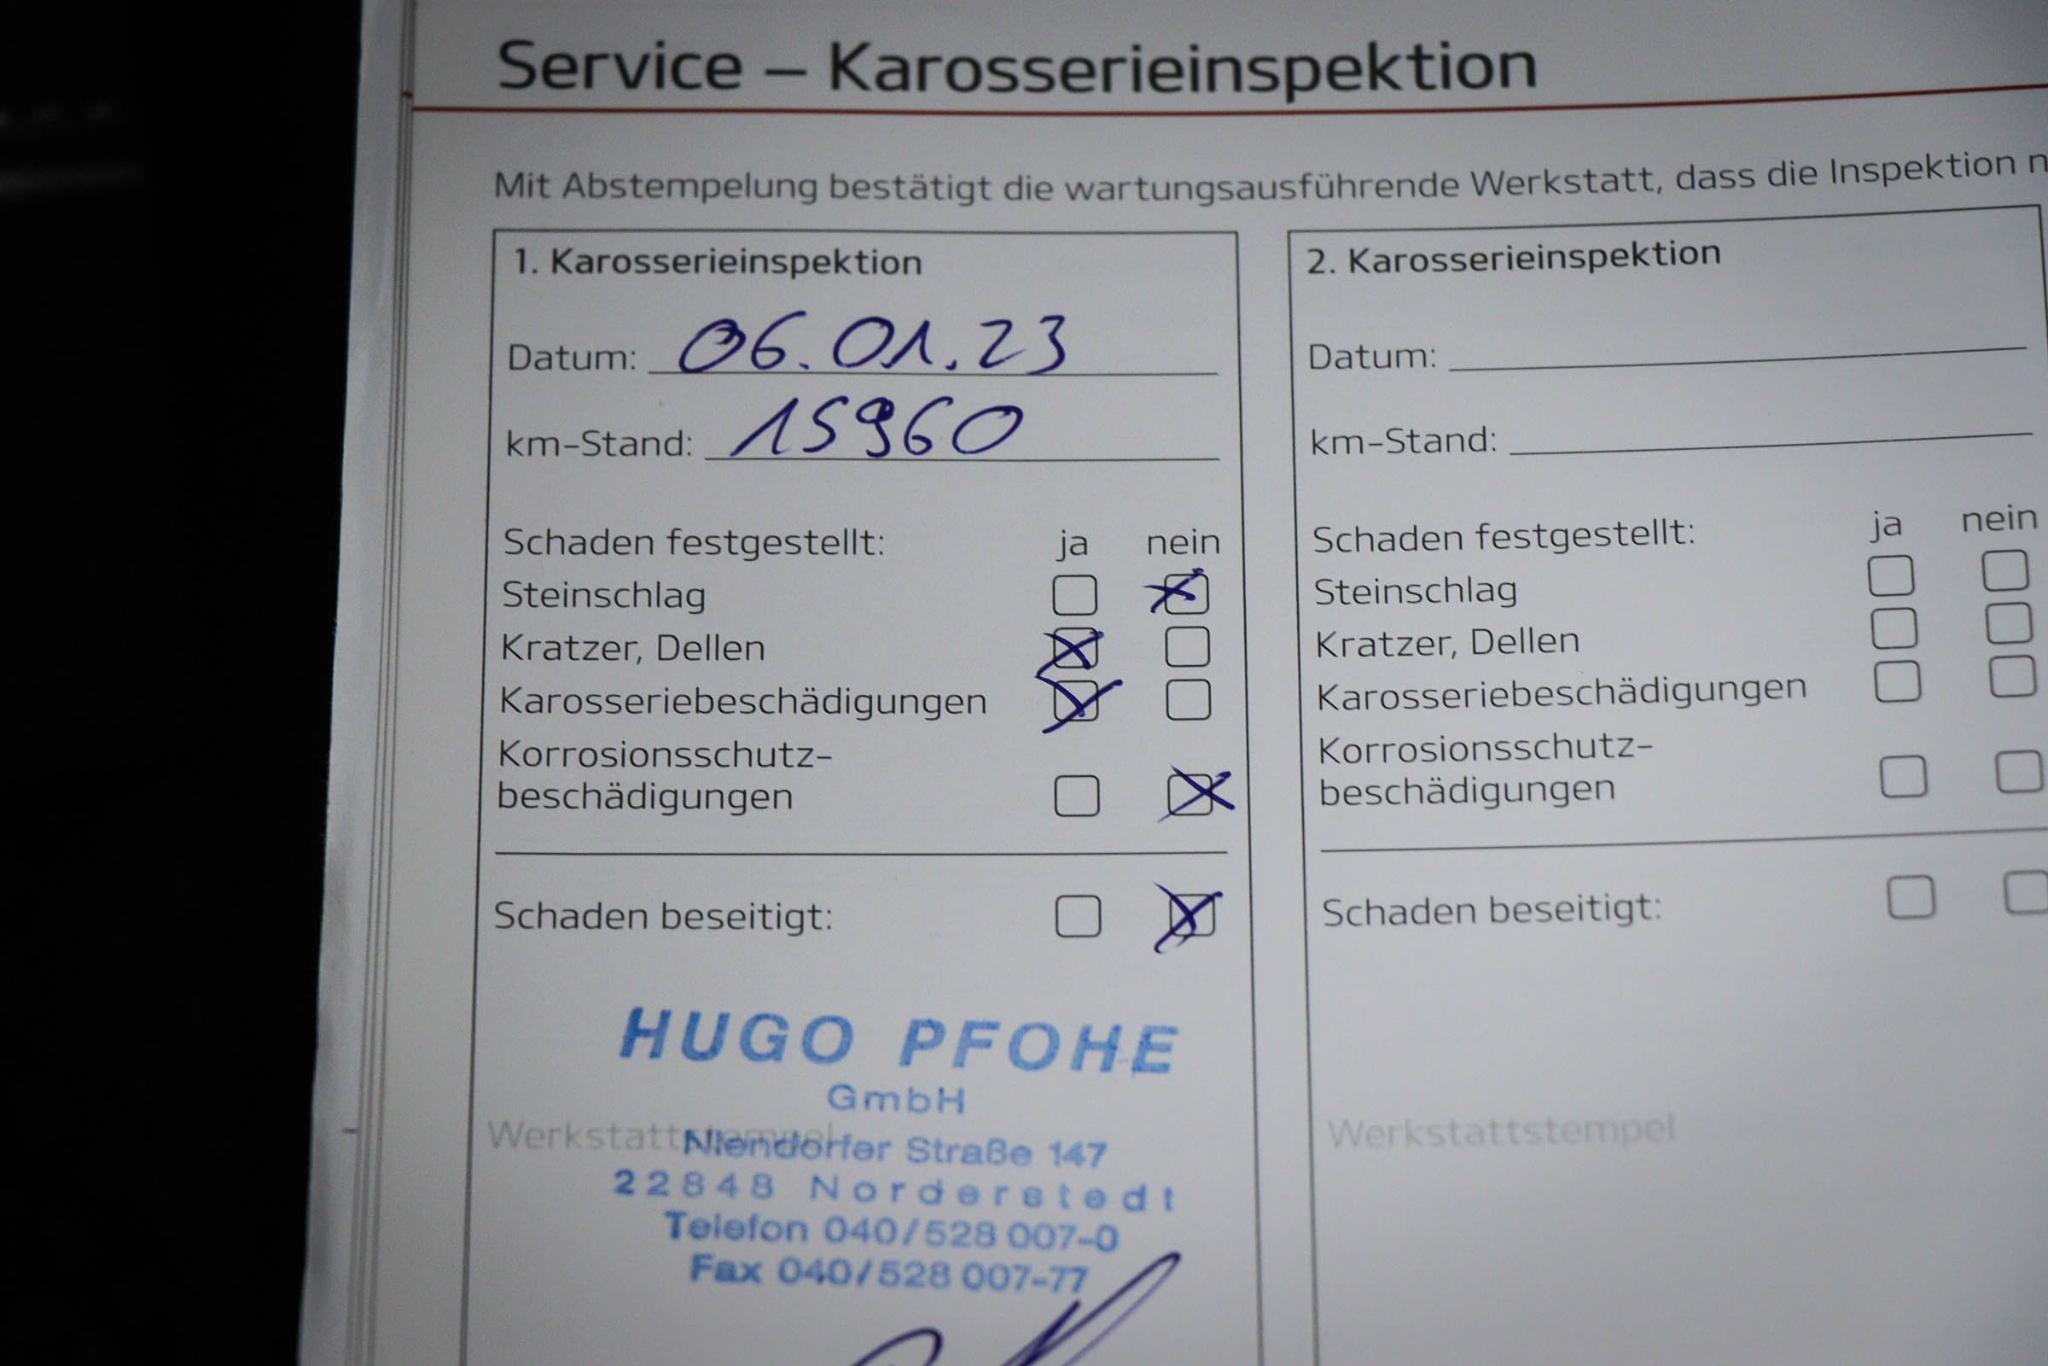 Service – Karosserieinspektion
Mit Abstempelung bestätigt die wartungsausführende Werkstatt, dass die Inspektion n
1. Karosserieinspektion
Datum: 06.01.23
km-Stand: 15960
Schaden festgestellt: ja nein
Steinschlag
Kratzer, Dellen
Karosseriebeschädigungen
Korrosionsschutz-
beschädigungen
Schaden beseitigt:
HUGO PFOHE
GmbH
Werkstattstempel
Niendorfer Straße 147
22848 Norderstedt
Telefon 040/528 007-0
Fax 040/528 007-77
2. Karosserieinspektion
Datum:
km-Stand:
Schaden festgestellt: ja nein
Steinschlag
Kratzer, Dellen
Karosseriebeschädigungen
Korrosionsschutz-
beschädigungen
Schaden beseitigt:
Werkstattstempel